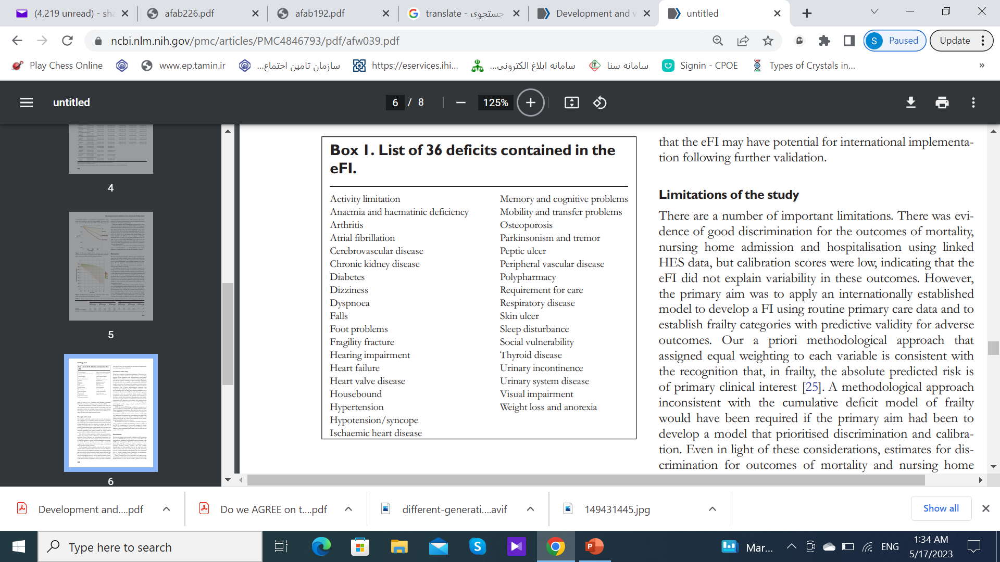 (4,219 unread) - sha
afab226.pdf
afab192.pdf
translate - جستجوی
Development and v
untitled
ncbi.nlm.nih.gov/pmc/articles/PMC4846793/pdf/afw039.pdf
S Paused
Update
Play Chess Online
www.ep.tamin.ir
سازمان تامین اجتماع...
https://eservices.ihi...
سامانه ابلاغ الکترونی...
سامانه سنا
Signin - CPOE
Types of Crystals in...
»
untitled
6 / 8
125%
4
5
6
Box 1. List of 36 deficits contained in the
eFI.
Activity limitation
Anaemia and haematinic deficiency
Arthritis
Atrial fibrillation
Cerebrovascular disease
Chronic kidney disease
Diabetes
Dizziness
Dyspnoea
Falls
Foot problems
Fragility fracture
Hearing impairment
Heart failure
Heart valve disease
Housebound
Hypertension
Hypotension/syncope
Ischaemic heart disease
Memory and cognitive problems
Mobility and transfer problems
Osteoporosis
Parkinsonism and tremor
Peptic ulcer
Peripheral vascular disease
Polypharmacy
Requirement for care
Respiratory disease
Skin ulcer
Sleep disturbance
Social vulnerability
Thyroid disease
Urinary incontinence
Urinary system disease
Visual impairment
Weight loss and anorexia
that the eFI may have potential for international implementa-
tion following further validation.
Limitations of the study
There are a number of important limitations. There was evi-
dence of good discrimination for the outcomes of mortality,
nursing home admission and hospitalisation using linked
HES data, but calibration scores were low, indicating that the
eFI did not explain variability in these outcomes. However,
the primary aim was to apply an internationally established
model to develop a FI using routine primary care data and to
establish frailty categories with predictive validity for adverse
outcomes. Our a priori methodological approach that
assigned equal weighting to each variable is consistent with
the recognition that, in frailty, the absolute predicted risk is
of primary clinical interest [25]. A methodological approach
inconsistent with the cumulative deficit model of frailty
would have been required if the primary aim had been to
develop a model that prioritised discrimination and calibra-
tion. Even in light of these considerations, estimates for dis-
crimination for outcomes of mortality and nursing home
Development and....pdf
Do we AGREE on t....pdf
different-generati....avif
149431445.jpg
Show all
Type here to search
Mar...
ENG
1:34 AM
5/17/2023